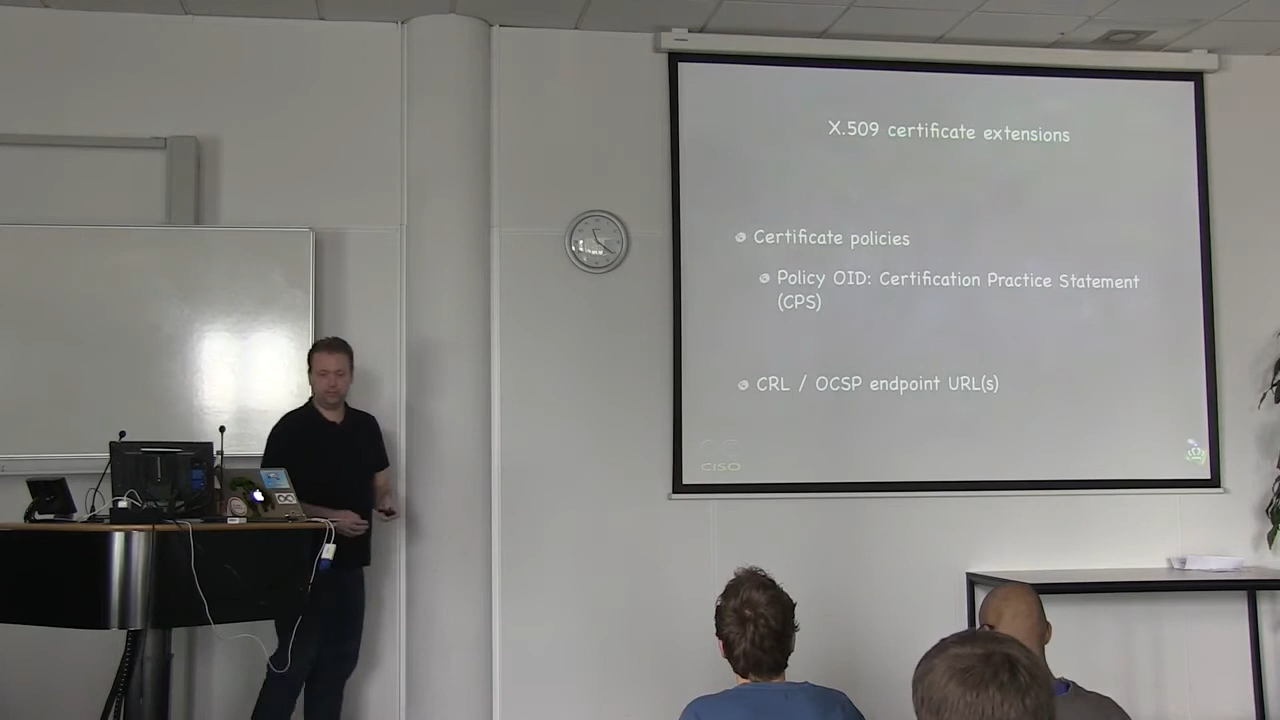 X.509 certificate extensions
Certificate policies
Policy OID: Certification Practice Statement
(CPS)
CRL / OCSP endpoint URL(s)
CISO